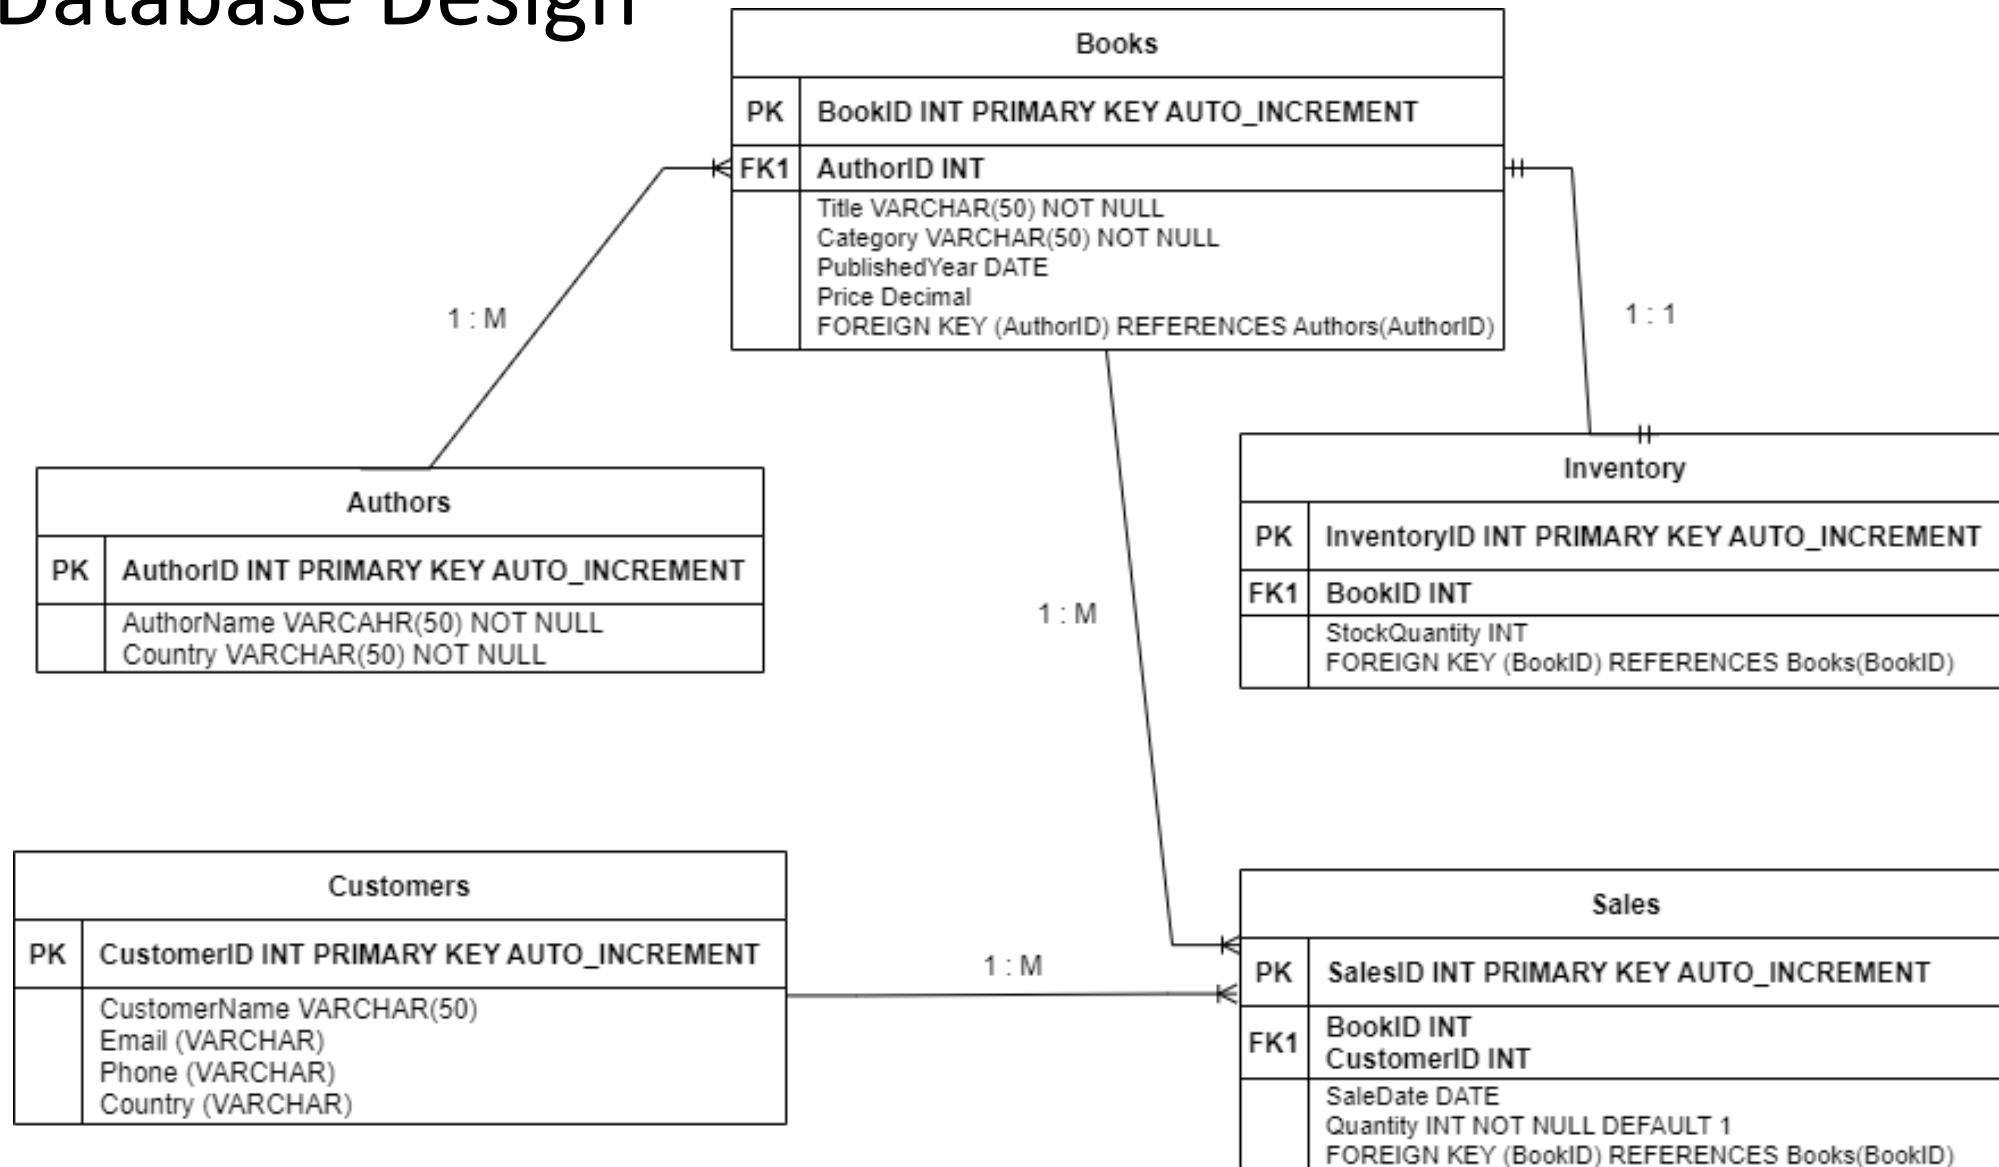 Database Design
Books
PK BookID INT PRIMARY KEY AUTO_INCREMENT
FK1 AuthorID INT
Title VARCHAR(50) NOT NULL
Category VARCHAR(50) NOT NULL
PublishedYear DATE
Price Decimal
FOREIGN KEY (AuthorID) REFERENCES Authors(AuthorID)
1 : M
1 : 1
Authors
PK AuthorID INT PRIMARY KEY AUTO_INCREMENT
AuthorName VARCAHR(50) NOT NULL
Country VARCHAR(50) NOT NULL
Inventory
PK InventoryID INT PRIMARY KEY AUTO_INCREMENT
FK1 BookID INT
StockQuantity INT
FOREIGN KEY (BookID) REFERENCES Books(BookID)
1 : M
Customers
PK CustomerID INT PRIMARY KEY AUTO_INCREMENT
CustomerName VARCHAR(50)
Email (VARCHAR)
Phone (VARCHAR)
Country (VARCHAR)
1 : M
Sales
PK SalesID INT PRIMARY KEY AUTO_INCREMENT
FK1 BookID INT
CustomerID INT
SaleDate DATE
Quantity INT NOT NULL DEFAULT 1
FOREIGN KEY (BookID) REFERENCES Books(BookID)